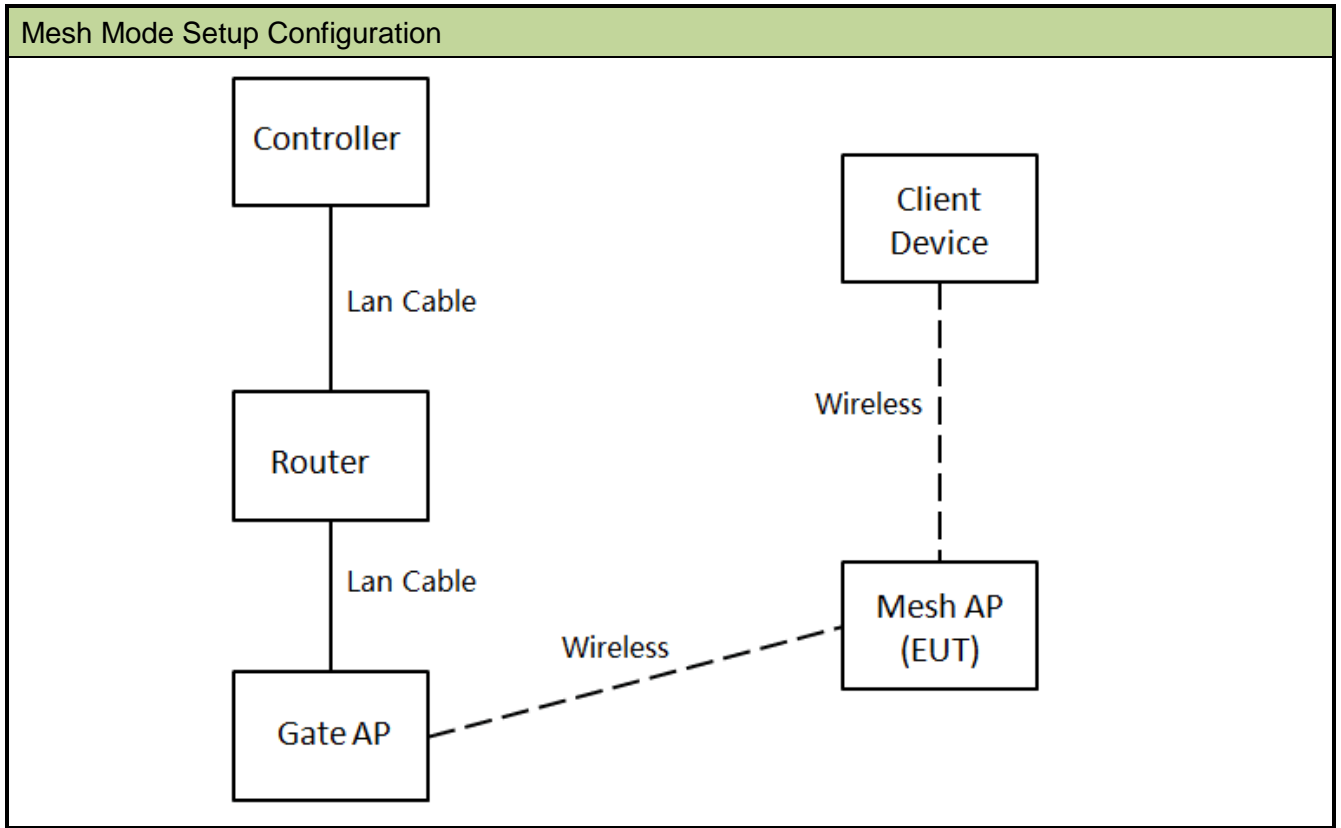 Mesh Mode Setup Configuration
Controller
Client
Device
Lan Cable
Wireless
Router
Lan Cable
Mesh AP
(EUT)
Wireless
Gate AP